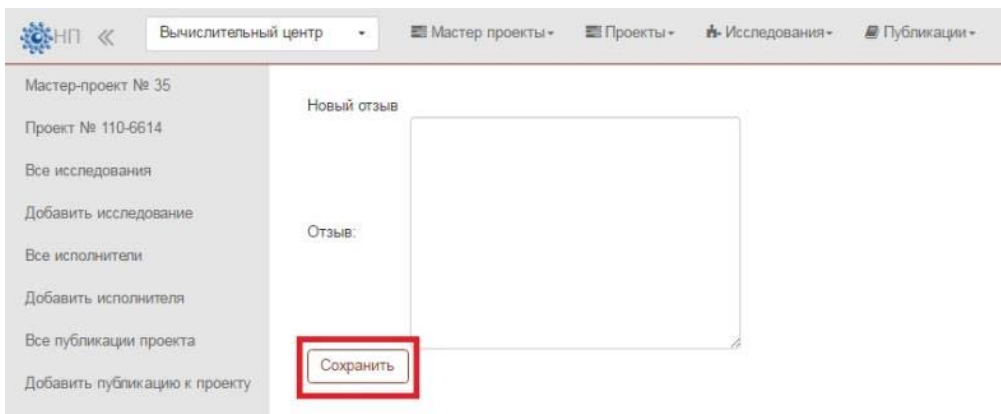 НП Вычислительный центр Мастер проекты Проекты Исследования Публикации
Мастер-проект № 35
Проект № 110-6614
Все исследования
Добавить исследование
Все исполнители
Добавить исполнителя
Все публикации проекта
Добавить публикацию к проекту
Новый отзыв
Отзыв:
Сохранить